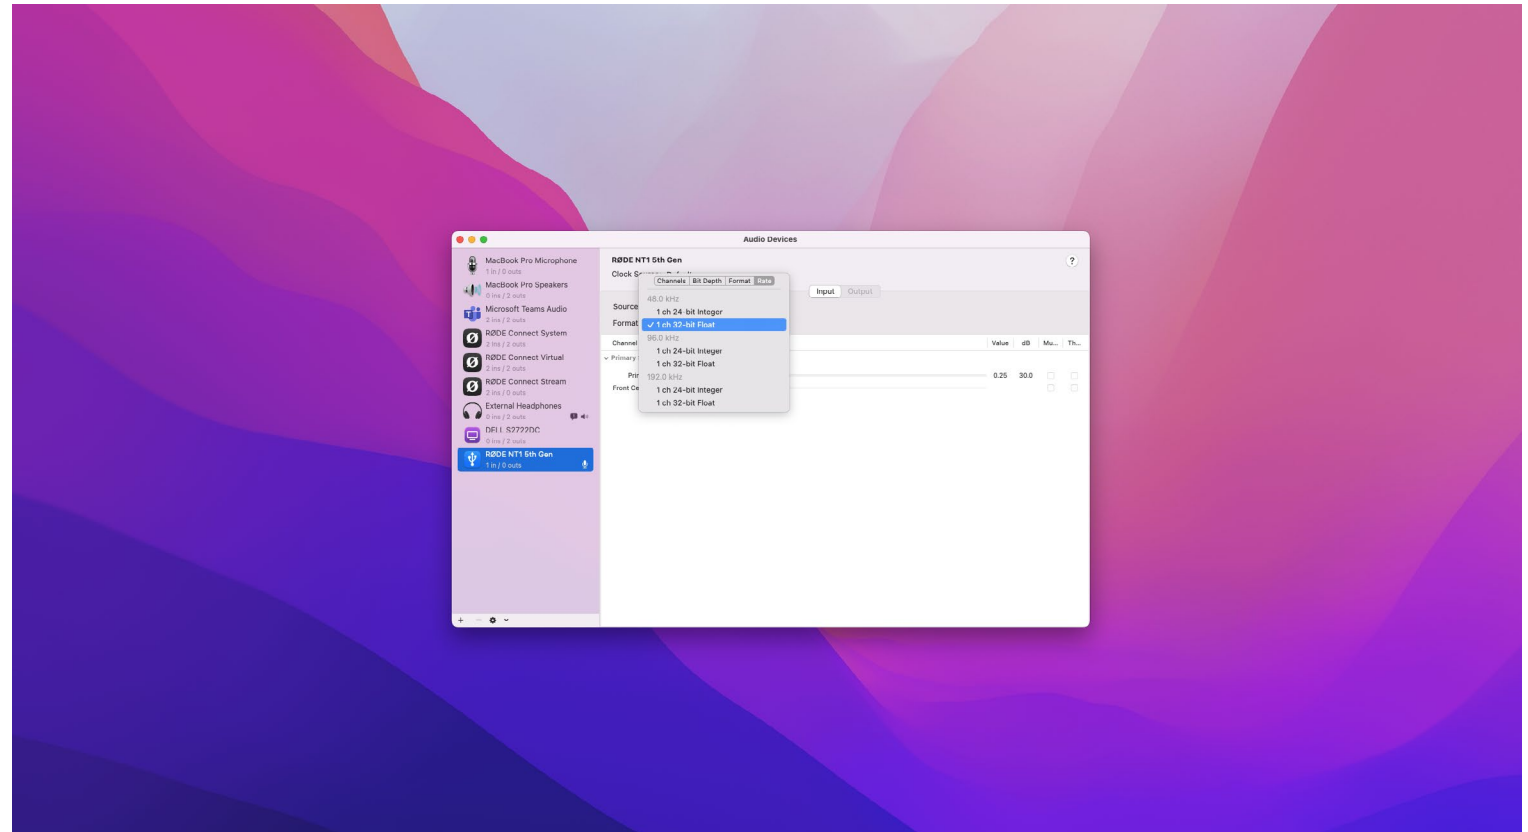 Audio Devices
MacBook Pro Microphone
1 in / 0 outs
MacBook Pro Speakers
0 ins / 2 outs
Microsoft Teams Audio
2 ins / 2 outs
RØDE Connect System
2 ins / 2 outs
RØDE Connect Virtual
2 ins / 2 outs
RØDE Connect Stream
2 ins / 0 outs
External Headphones
0 ins / 2 outs
DELL S2722DC
0 ins / 2 outs
RØDE NT1 5th Gen
1 in / 0 outs
+ −
RØDE NT1 5th Gen
?
Clock
Channels Bit Depth Format Rate
Input Output
Source
Format
48.0 kHz
1 ch 24-bit Integer
✓ 1 ch 32-bit Float
96.0 kHz
1 ch 24-bit Integer
1 ch 32-bit Float
192.0 kHz
1 ch 24-bit Integer
1 ch 32-bit Float
Channel Value dB Mu... Th...
Primary
Pri 0.25 30.0
Front Ce